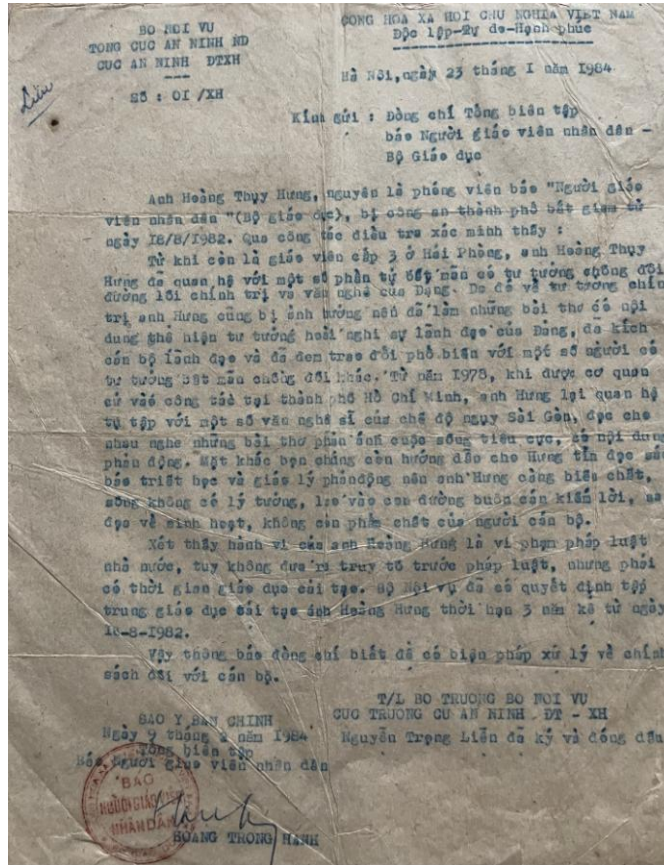 BO NOI VU
TONG CUC AN NINH ND
CUC AN NINH ĐTXH
CONG HOA XA HOI CHU NGHIA VIET NAM
Độc lập-Tự do-Hạnh phúc
Hà Nội, ngày 23 tháng I năm 1984
Số : 01 /XH
Kính gửi : Đồng chí Tổng biên tập
báo Người giáo viên nhân dân -
Bộ Giáo dục
Anh Hoàng Thụy Hưng, nguyên là phóng viên báo "Người giáo
viên nhân dân "(Bộ giáo dục), bị công an thành phố bắt giam từ
ngày 18/8/1982. Qua công tác điều tra xác minh thấy :
Từ khi còn là giáo viên cấp 3 ở Hải Phòng, anh Hoàng Thụy
Hưng đã quan hệ với một số phần tử bất mãn có tư tưởng chống đối
đường lối chính trị và văn nghệ của Đảng. Do đó về tư tưởng chính
trị anh Hưng cũng bị ảnh hưởng nên đã làm những bài thơ có nội
dung thể hiện tư tưởng hoài nghi sự lãnh đạo của Đảng, đả kích
cán bộ lãnh đạo và đã đem trao đổi phổ biến với một số người có
tư tưởng bất mãn chống đối khác. Từ năm 1978, khi được cơ quan
cử vào công tác tại thành phố Hồ Chí Minh, anh Hưng lại quan hệ
tụ tập với một số văn nghệ sĩ của chế độ ngụy Sài Gòn, đọc cho
nhau nghe những bài thơ phản ánh cuộc sống tiêu cực, có nội dung
phản động. Mặt khác bọn chúng còn hướng dẫn cho Hưng tìm đọc sách
báo triết học và giáo lý phản động nên anh Hưng càng biến chất,
sống không có lý tưởng, lao vào con đường buôn bán kiếm lời, sa
đọa về sinh hoạt, không còn phẩm chất của người cán bộ.
Xét thấy hành vi của anh Hoàng Hưng là vi phạm pháp luật
nhà nước, tuy không đưa ra truy tố trước pháp luật, nhưng phải
có thời gian giáo dục cải tạo. Bộ Nội vụ đã có quyết định tập
trung giáo dục cải tạo anh Hoàng Hưng thời hạn 3 năm kể từ ngày
18-8-1982.
Vậy thông báo đồng chí biết để có biện pháp xử lý về chính
sách đối với cán bộ.
T/L BO TRUONG BO NOI VU
CUC TRUONG CU AN NINH ĐT - XH
Nguyễn Trọng Liễn đã ký và đóng dấu
SAO Y BAN CHINH
Ngày 9 tháng 2 năm 1984
Tổng biên tập
Báo Người giáo viên nhân dân
BÁO
NGƯỜI GIÁO VIÊN
NHÂN DÂN
HOANG TRONG HANH